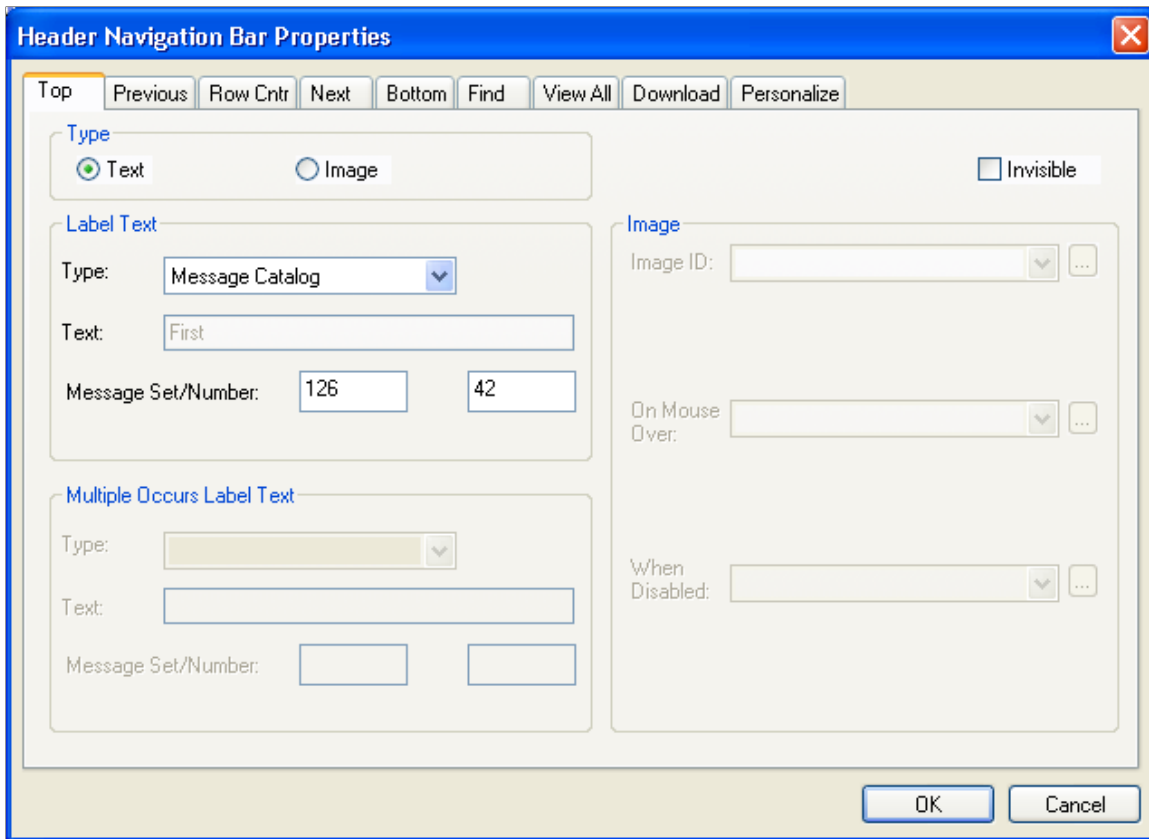 Header Navigation Bar Properties
Top Previous Row Cntr Next Bottom Find View All Download Personalize
Type
Text Image Invisible
Label Text
Type: Message Catalog
Text: First
Message Set/Number: 126 42
Multiple Occurs Label Text
Type:
Text:
Message Set/Number:
Image
Image ID: ...
On Mouse
Over: ...
When
Disabled: ...
OK Cancel